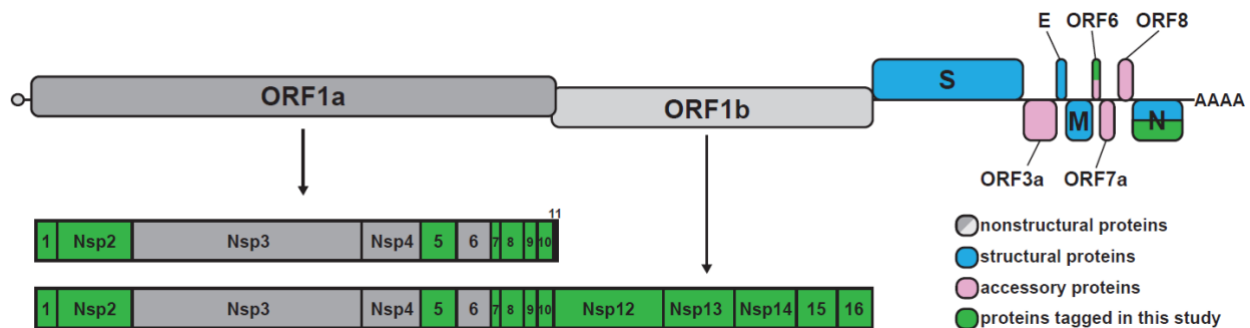 E ORF6 ORF8
S
ORF1a
ORF1b
M N
AAAA
ORF3a ORF7a
11
1 Nsp2 Nsp3 Nsp4 5 6 7 8 9 10
1 Nsp2 Nsp3 Nsp4 5 6 7 8 9 10 Nsp12 Nsp13 Nsp14 15 16
nonstructural proteins
structural proteins
accessory proteins
proteins tagged in this study